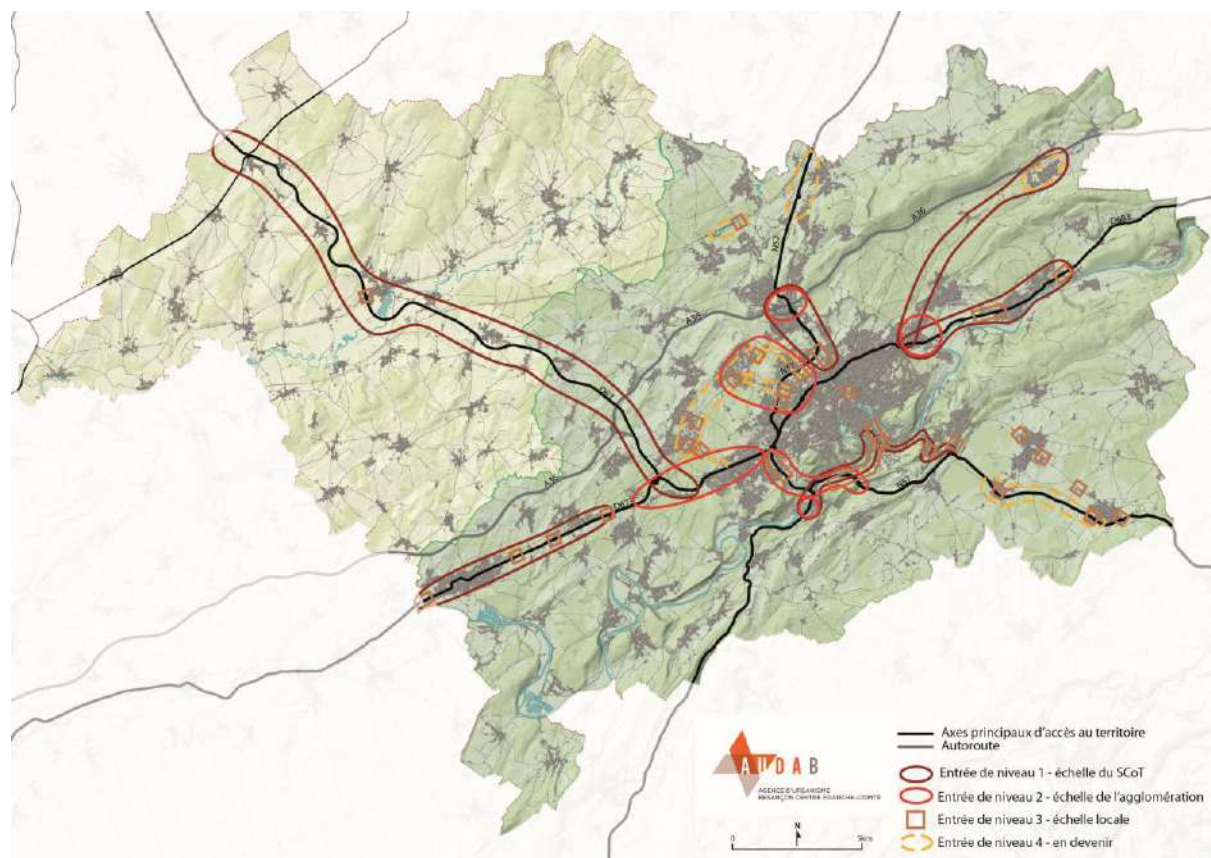 A36
D683
N57
A36
D67
A36
D673
N57
AUDAB
AGENCE D'URBANISME
BESANÇON CENTRE FRANCHE-COMTÉ
N
0
5km
Axes principaux d'accès au territoire
Autoroute
Entrée de niveau 1 - échelle du SCoT
Entrée de niveau 2 - échelle de l'agglomération
Entrée de niveau 3 - échelle locale
Entrée de niveau 4 - en devenir